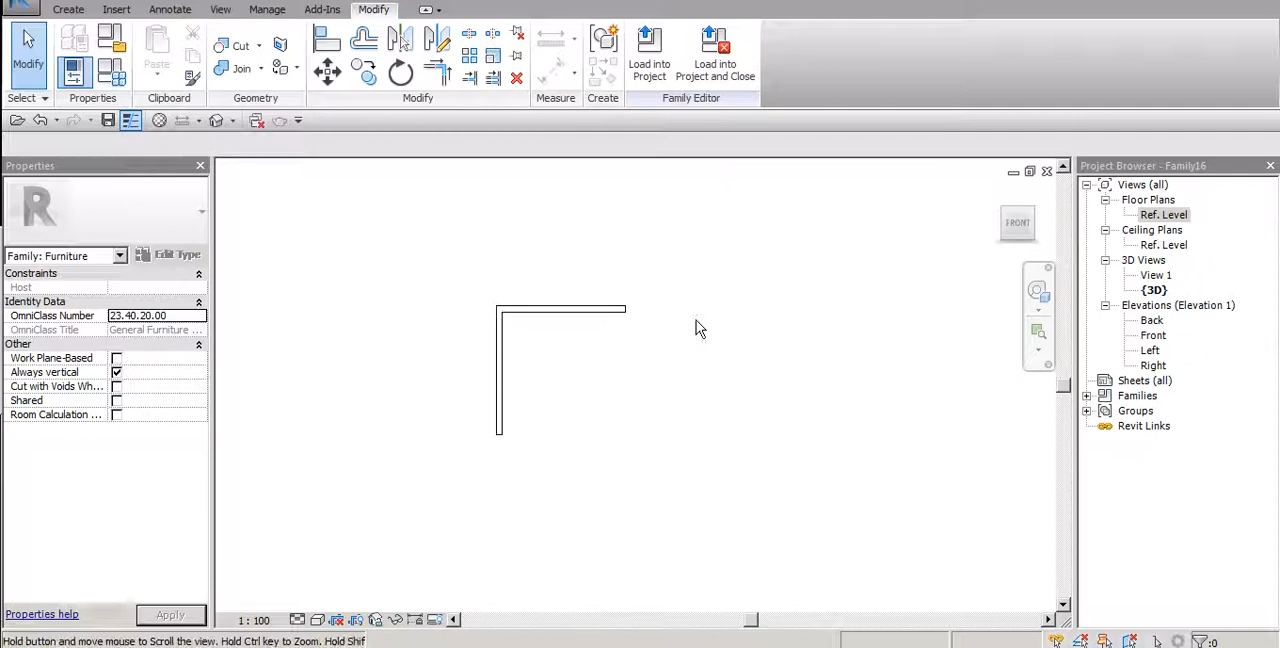 Create Insert Annotate View Manage Add-Ins Modify
Modify
Paste
Cut
Join
Load into Project
Load into Project and Close
Select Properties Clipboard Geometry Modify Measure Create Family Editor
Properties
R
Family: Furniture
Edit Type
Constraints
Host
Identity Data
OmniClass Number 23.40.20.00
OmniClass Title General Furniture ...
Other
Work Plane-Based
Always vertical
Cut with Voids Wh...
Shared
Room Calculation ...
Properties help
Apply
FRONT
1 : 100
Project Browser - Family16
Views (all)
Floor Plans
Ref. Level
Ceiling Plans
Ref. Level
3D Views
View 1
{3D}
Elevations (Elevation 1)
Back
Front
Left
Right
Sheets (all)
Families
Groups
Revit Links
Hold button and move mouse to Scroll the view. Hold Ctrl key to Zoom. Hold Shif
:0